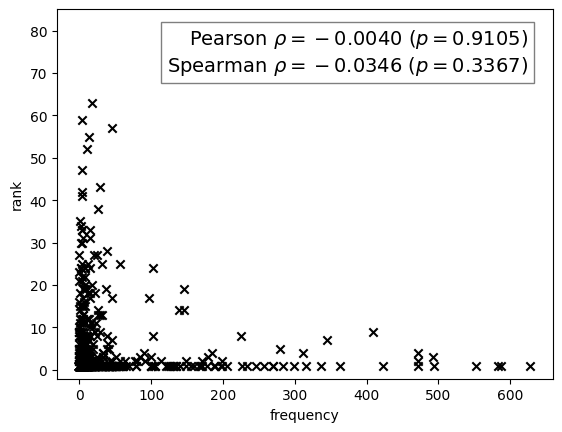 Pearson ρ = −0.0040 (p = 0.9105)
Spearman ρ = −0.0346 (p = 0.3367)
80
70
60
50
40
30
20
10
0
rank
0 100 200 300 400 500 600
frequency